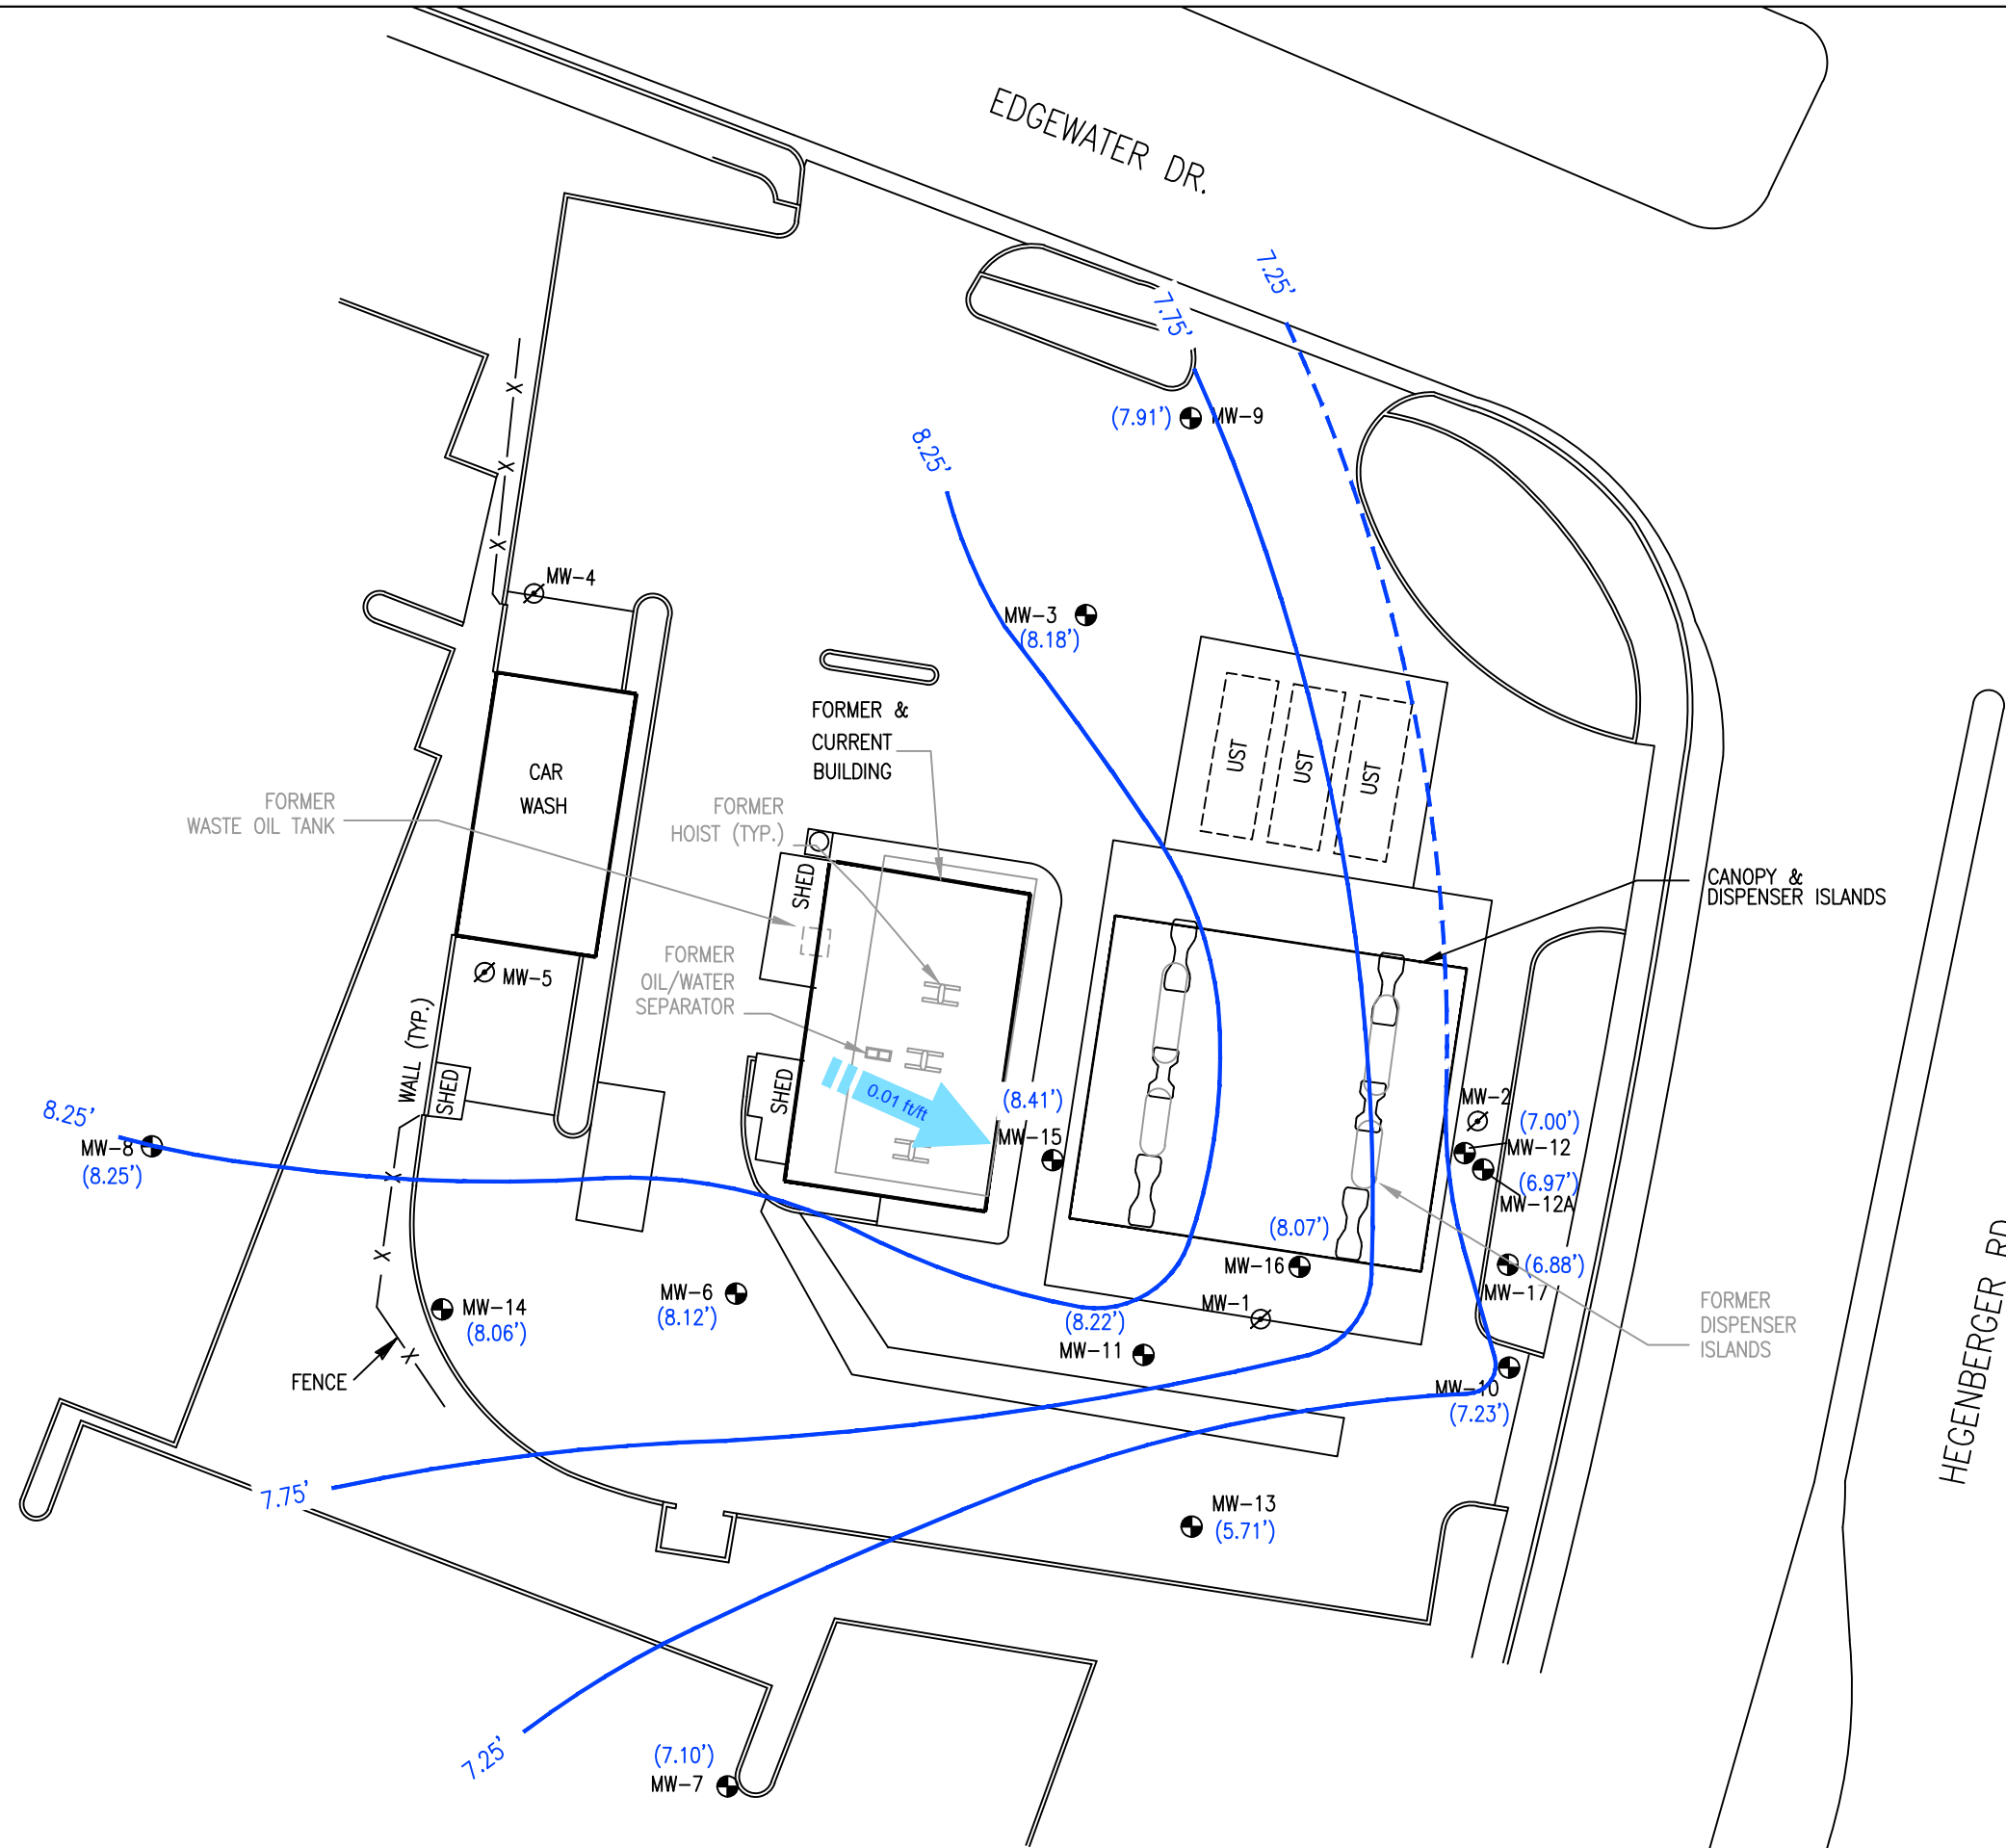 EDGEWATER DR.
7.25'
7.75'
(7.91')
MW-9
8.25'
MW-4
MW-3
(8.18')
FORMER &
CURRENT
BUILDING
UST
UST
UST
CAR
WASH
FORMER
WASTE OIL TANK
FORMER
HOIST (TYP.)
CANOPY &
DISPENSER ISLANDS
SHED
FORMER
OIL/WATER
SEPARATOR
MW-5
WALL (TYP.)
SHED
SHED
0.01 ft/ft
(8.41')
MW-15
MW-2
(7.00')
MW-12
(6.97')
MW-12A
8.25'
MW-8
(8.25')
X
X
X
X
X
X
(8.07')
MW-16
(6.88')
MW-17
MW-1
MW-6
(8.12')
MW-14
(8.06')
(8.22')
MW-11
FORMER
DISPENSER
ISLANDS
FENCE
MW-10
(7.23')
HEGENBERGER RD
7.75'
MW-13
(5.71')
7.25'
(7.10')
MW-7